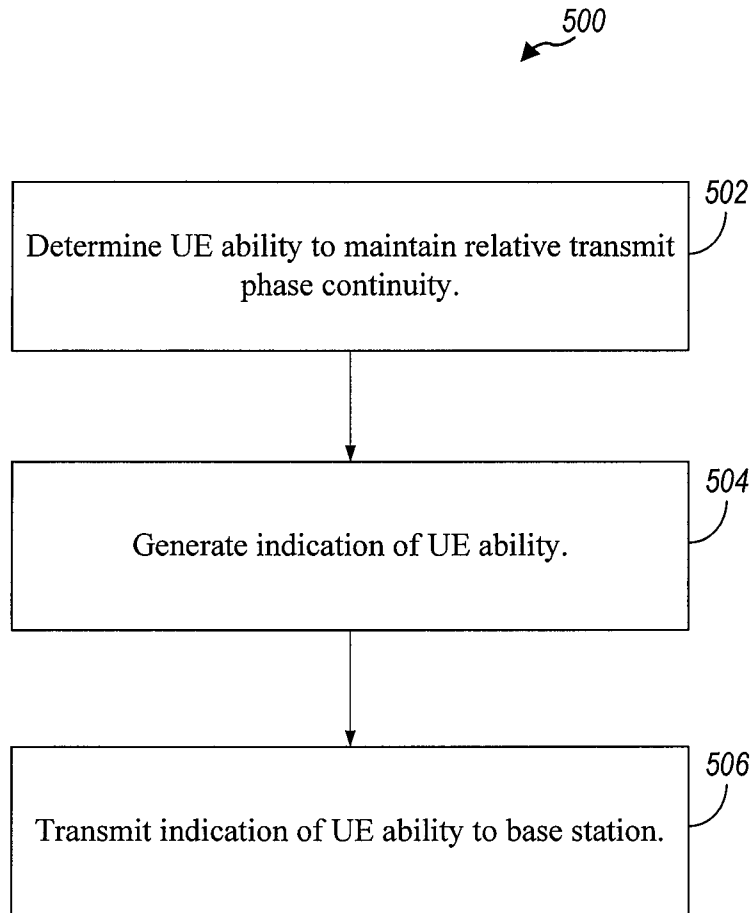 500
502
Determine UE ability to maintain relative transmit
phase continuity.
504
Generate indication of UE ability.
506
Transmit indication of UE ability to base station.